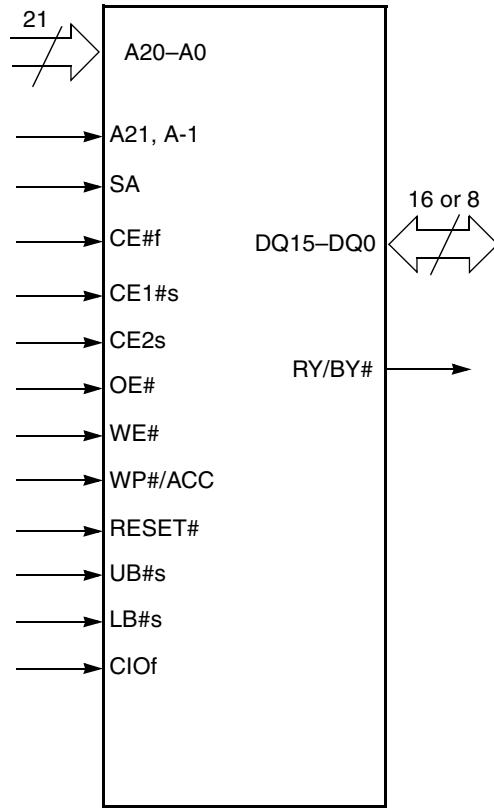 21
A20–A0
A21, A-1
SA
16 or 8
CE#f
DQ15–DQ0
CE1#s
CE2s
RY/BY#
OE#
WE#
WP#/ACC
RESET#
UB#s
LB#s
CIOf